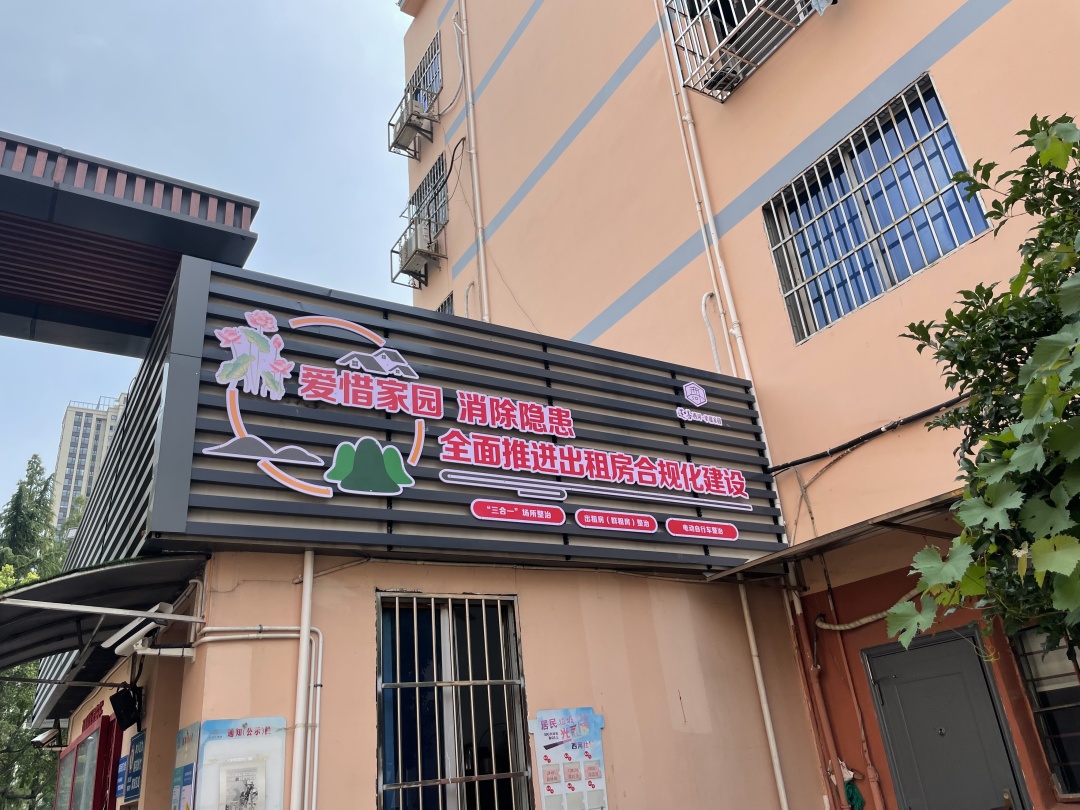 爱惜家园 消除隐患
全面推进出租房合规化建设
“三合一”场所整治
出租房（群租房）整治
电动自行车整治
通知（公示）栏
居民
光荣